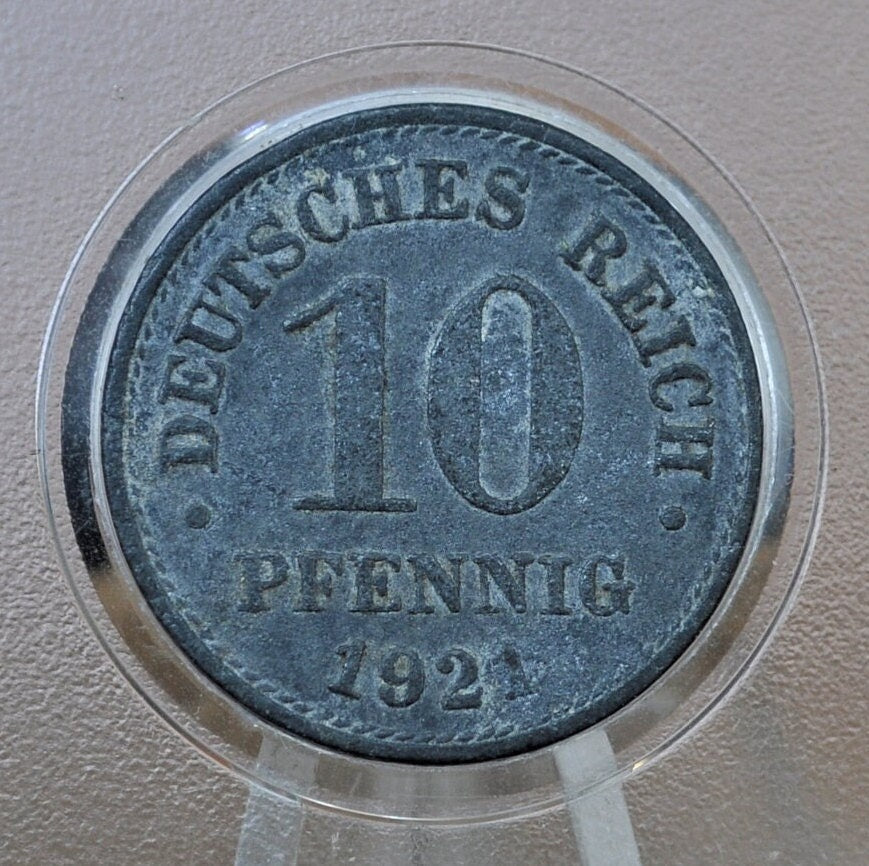 DEUTSCHES REICH
10
PFENNIG
1921